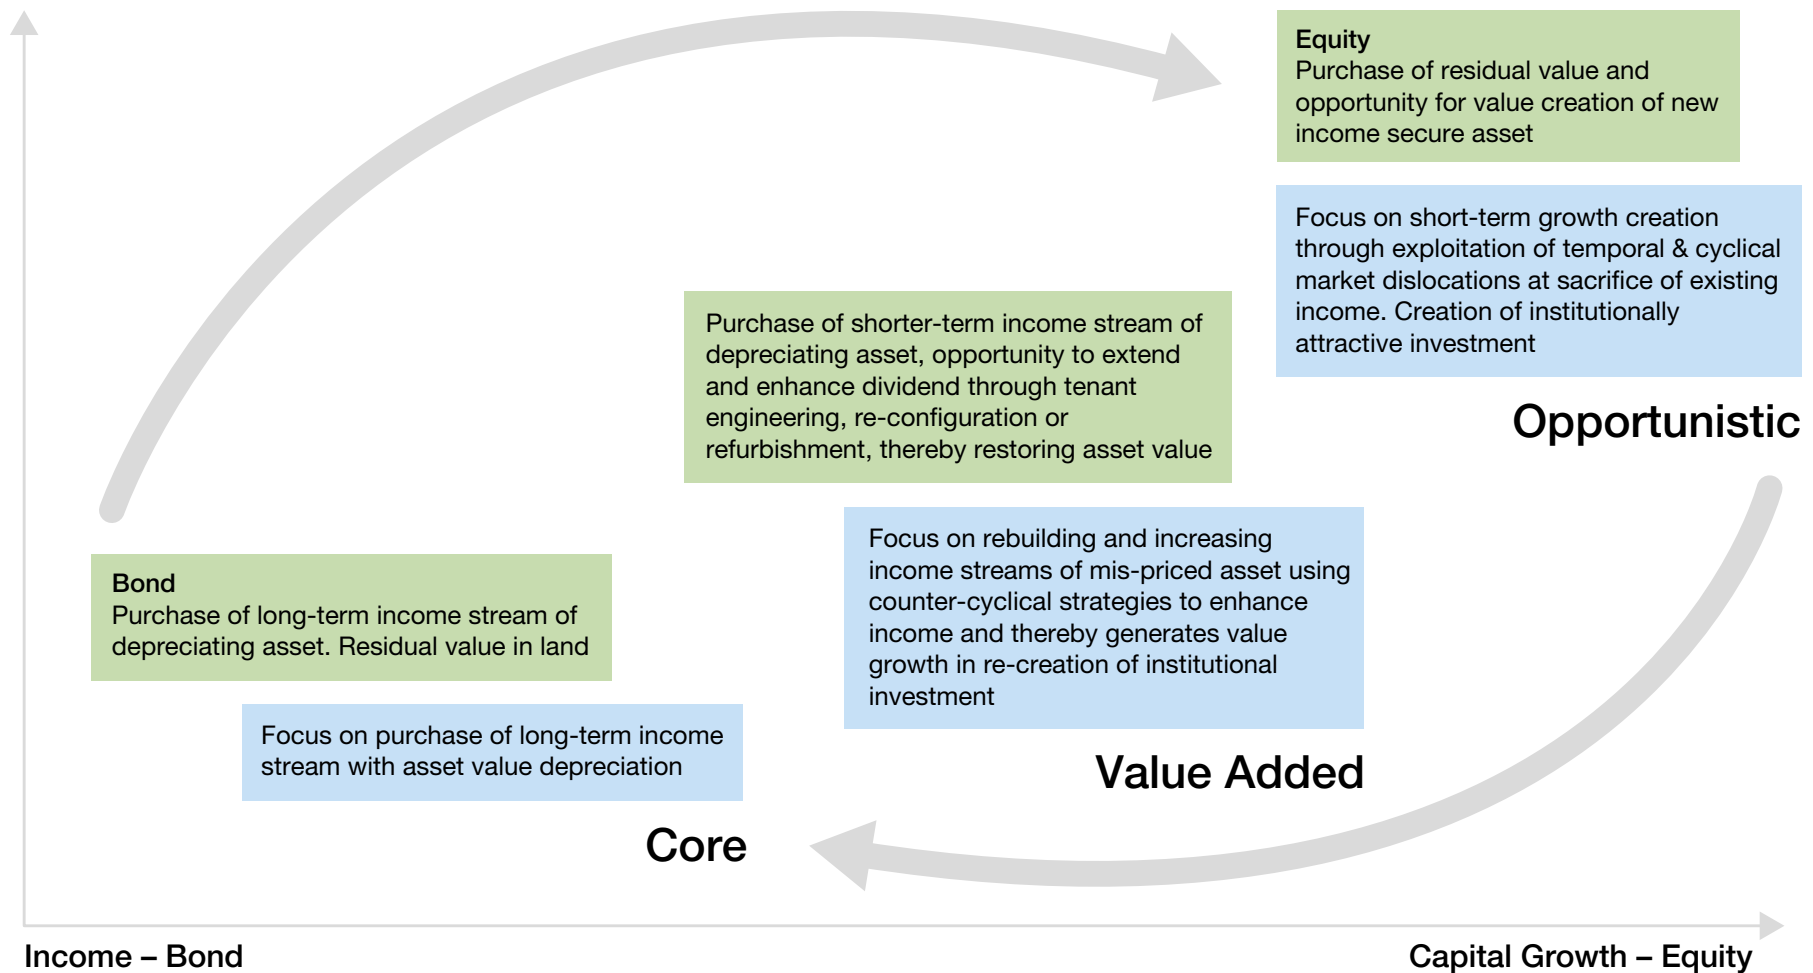 Equity
Purchase of residual value and
opportunity for value creation of new
income secure asset
Focus on short-term growth creation
through exploitation of temporal & cyclical
market dislocations at sacrifice of existing
income. Creation of institutionally
attractive investment
Opportunistic
Purchase of shorter-term income stream of
depreciating asset, opportunity to extend
and enhance dividend through tenant
engineering, re-configuration or
refurbishment, thereby restoring asset value
Focus on rebuilding and increasing
income streams of mis-priced asset using
counter-cyclical strategies to enhance
income and thereby generates value
growth in re-creation of institutional
investment
Value Added
Bond
Purchase of long-term income stream of
depreciating asset. Residual value in land
Focus on purchase of long-term income
stream with asset value depreciation
Core
Income – Bond
Capital Growth – Equity